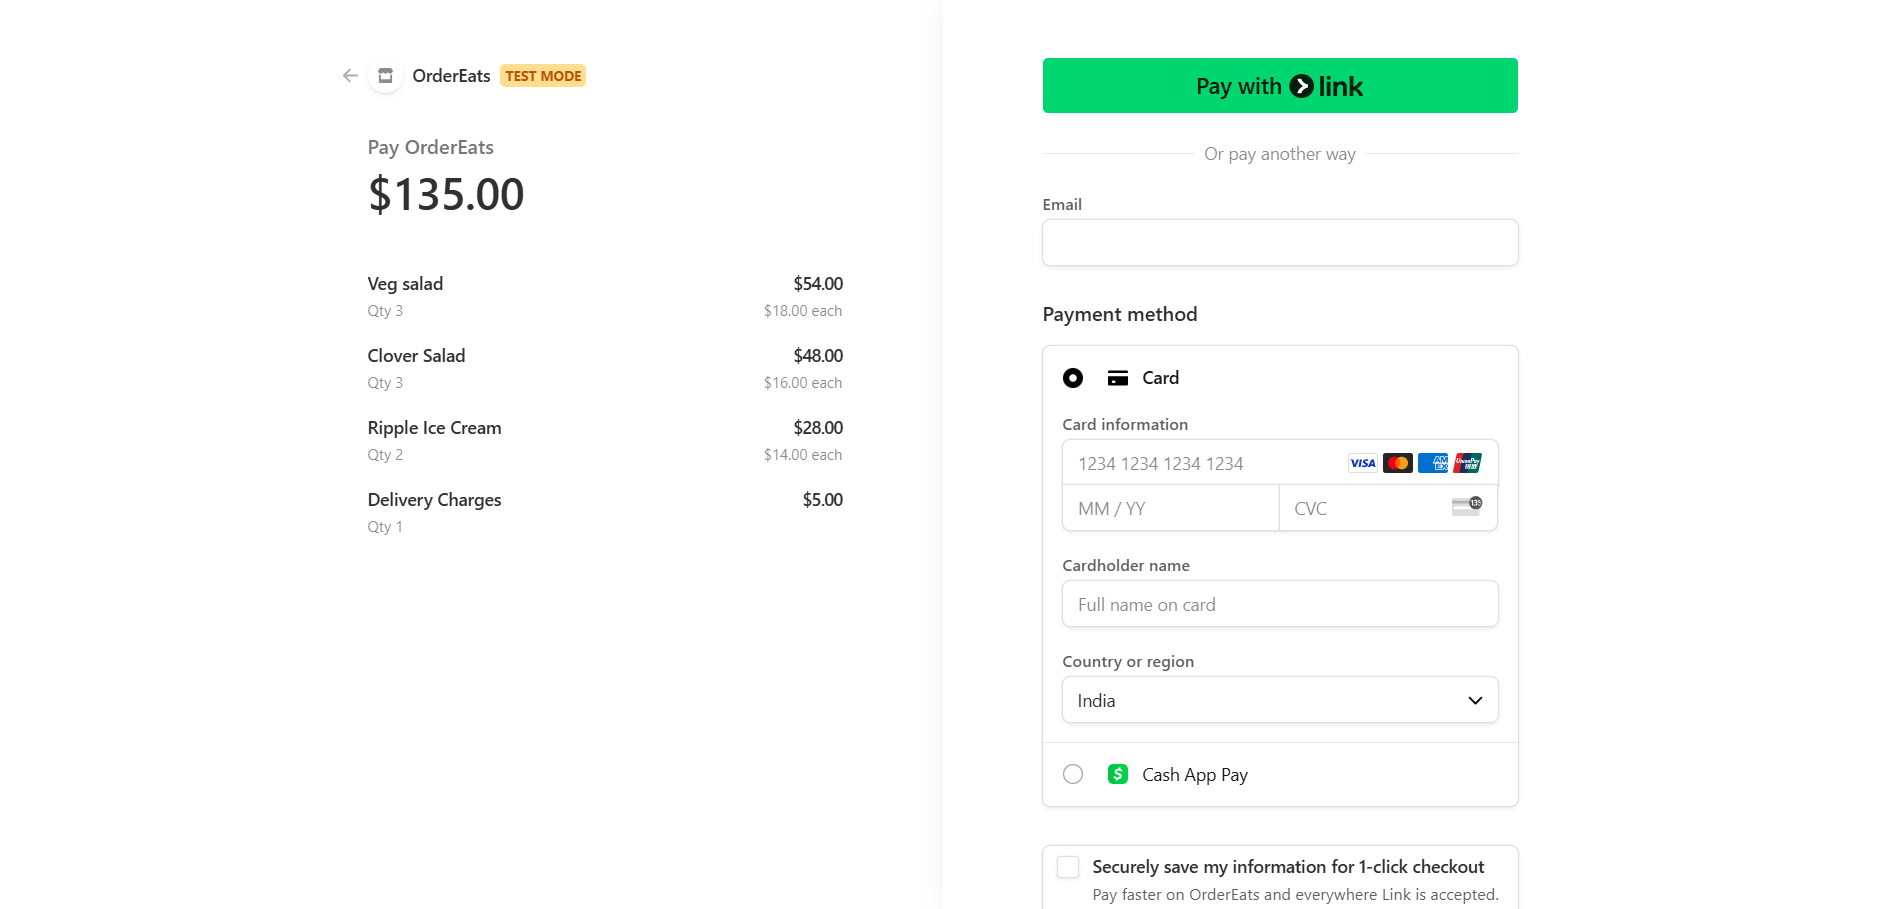 OrderEats TEST MODE
Pay OrderEats
$135.00
Veg salad $54.00
Qty 3 $18.00 each
Clover Salad $48.00
Qty 3 $16.00 each
Ripple Ice Cream $28.00
Qty 2 $14.00 each
Delivery Charges $5.00
Qty 1
Pay with link
Or pay another way
Email
Payment method
Card
Card information
1234 1234 1234 1234 VISA AMEX UnionPay
MM / YY CVC 135
Cardholder name
Full name on card
Country or region
India
$ Cash App Pay
Securely save my information for 1-click checkout
Pay faster on OrderEats and everywhere Link is accepted.